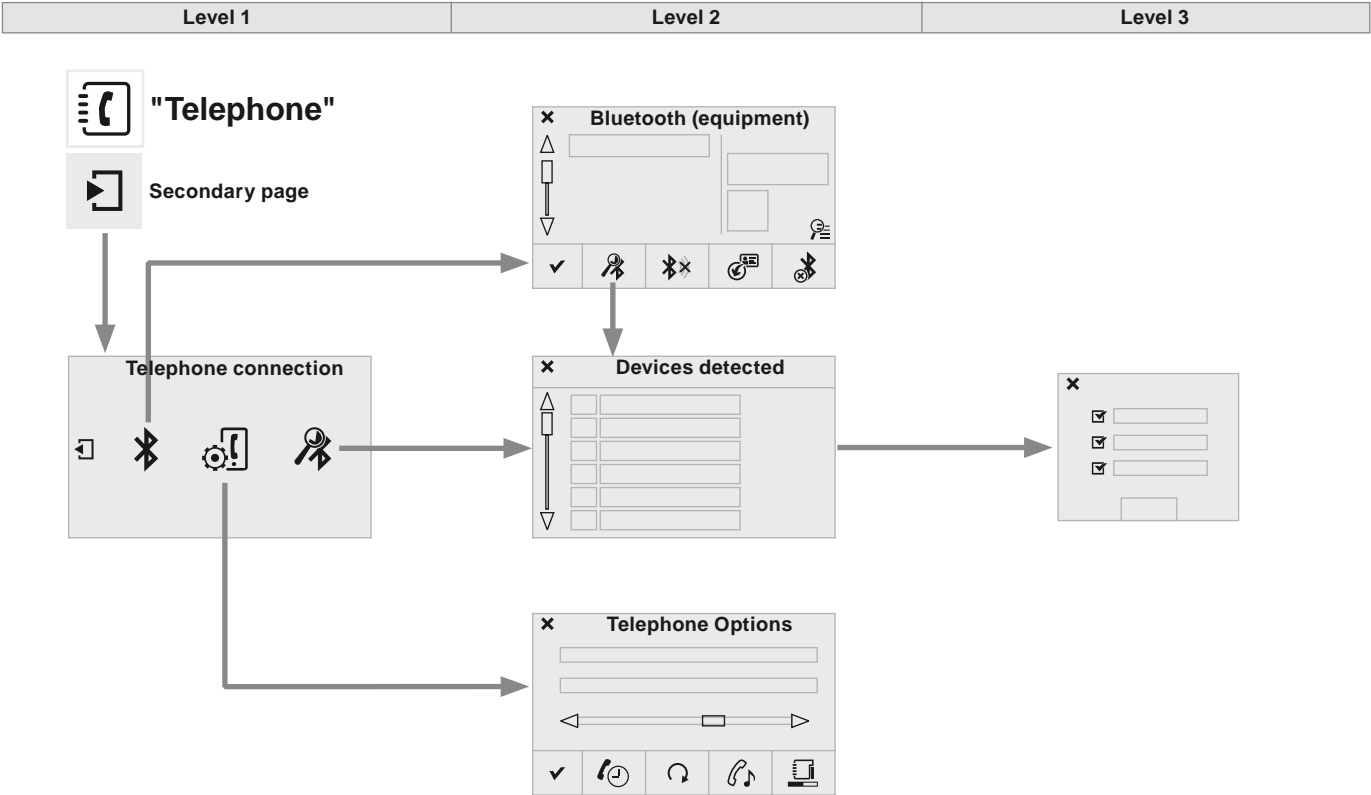 Level 1
Level 2
Level 3
"Telephone"
Secondary page
Bluetooth (equipment)
Telephone connection
Devices detected
Telephone Options